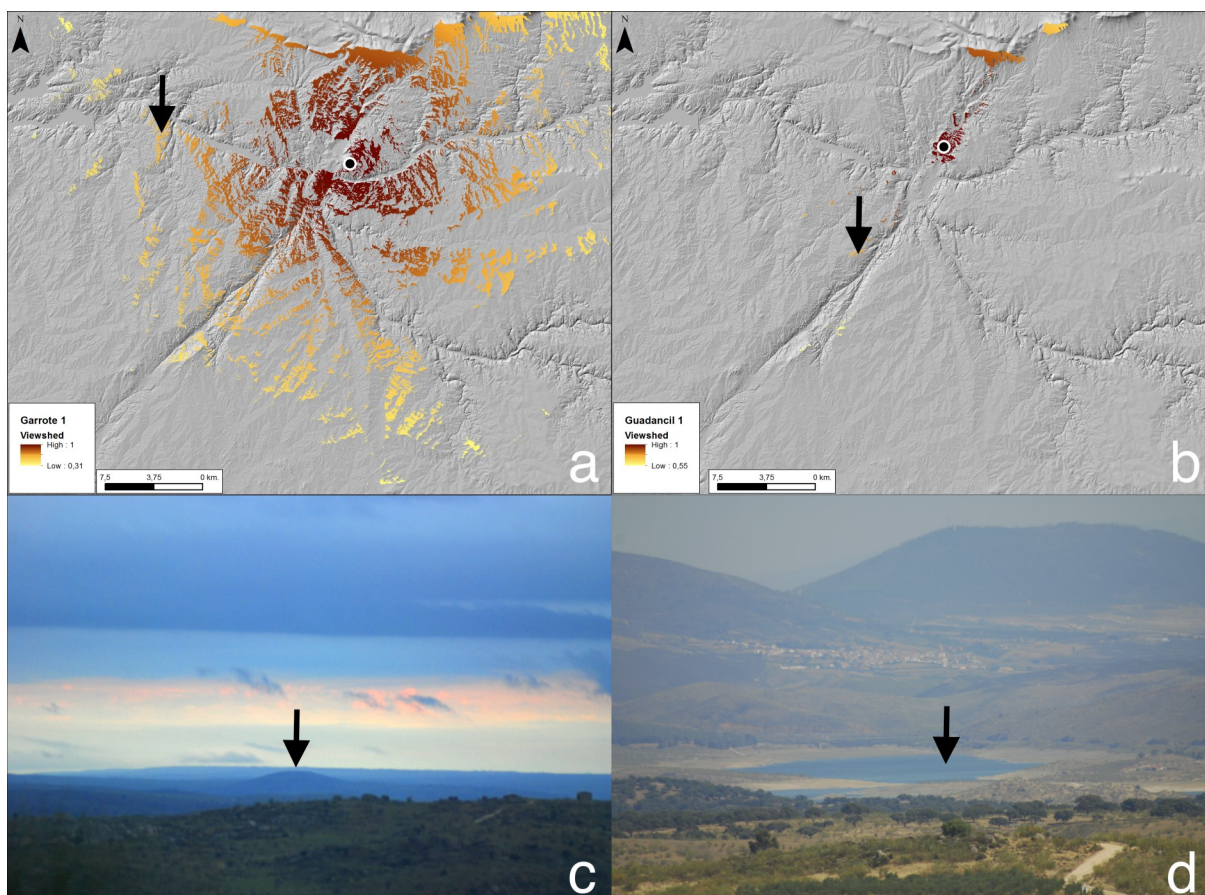 N
Garrote 1
Viewshed
High : 1
Low : 0,31
7,5 3,75 0 km.
a
N
Guadancil 1
Viewshed
High : 1
Low : 0,55
7,5 3,75 0 km.
b
c
d